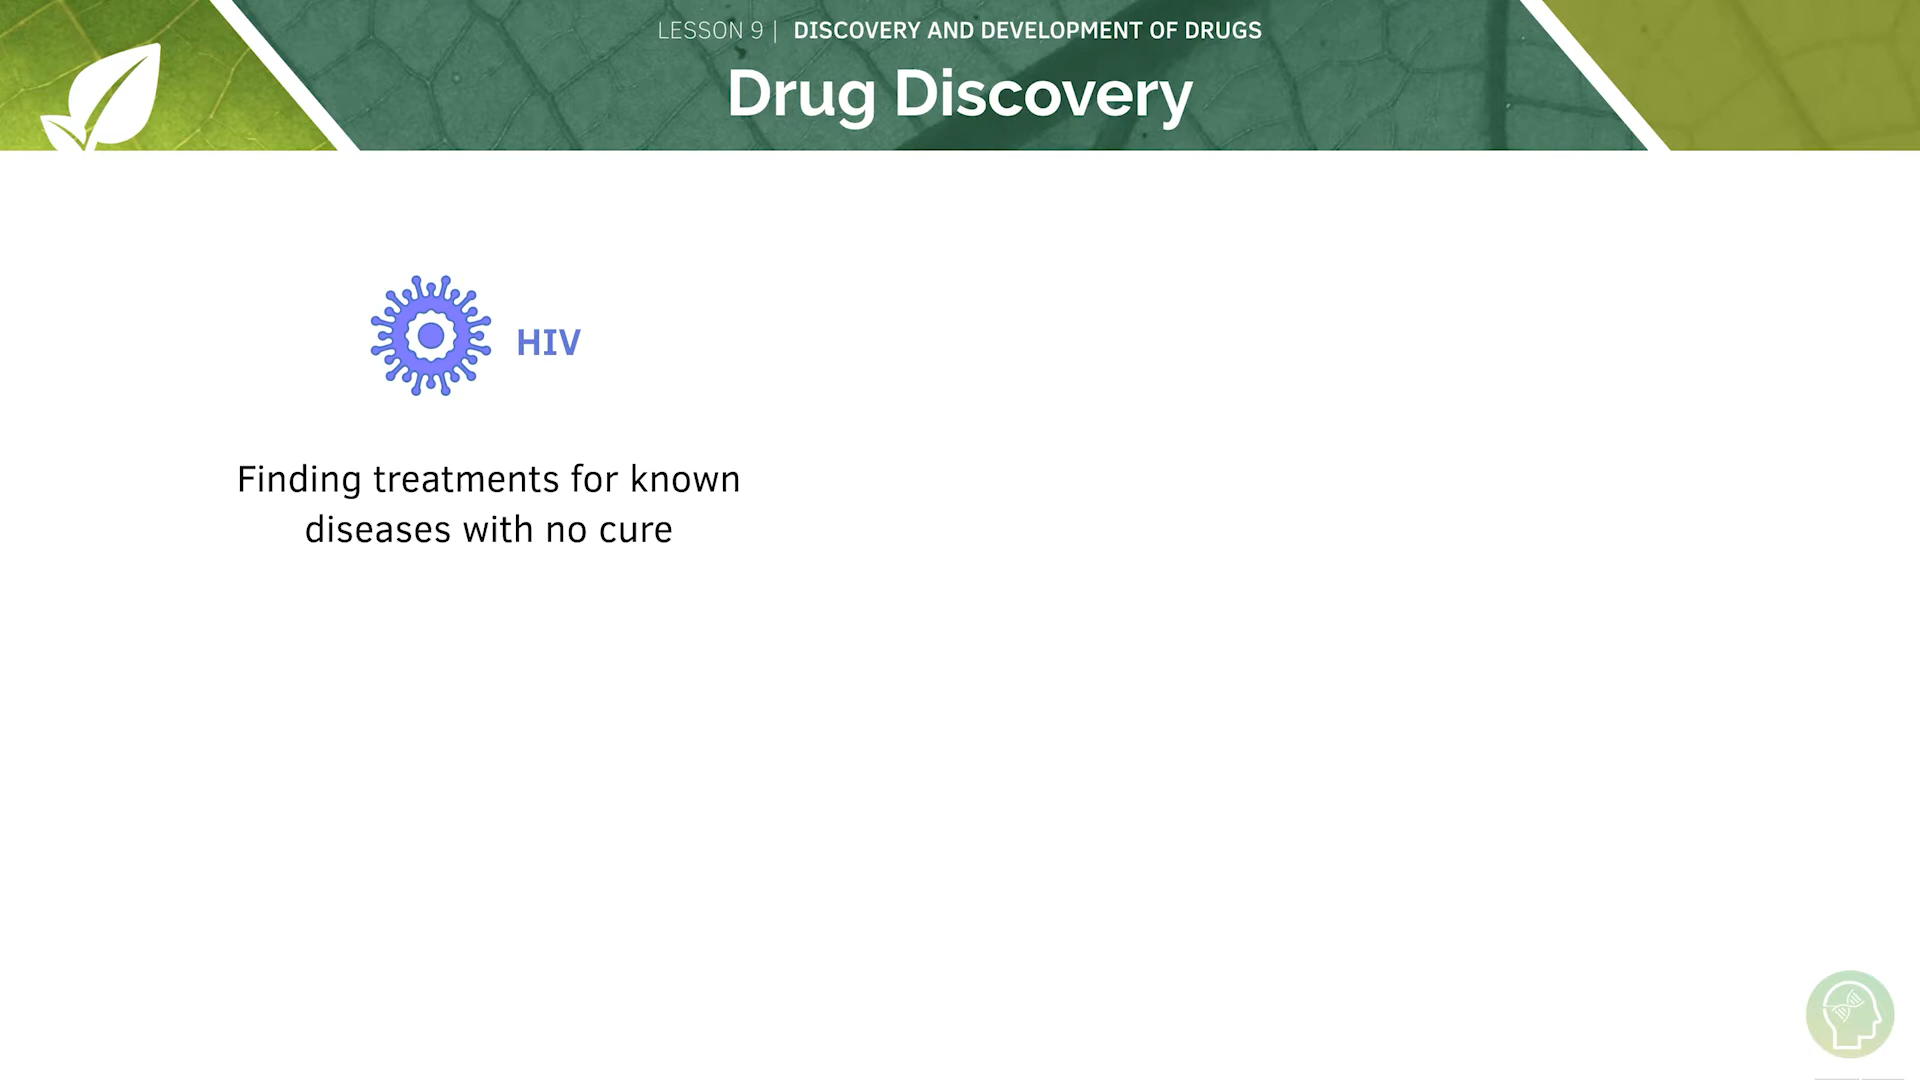 LESSON 9 | DISCOVERY AND DEVELOPMENT OF DRUGS
Drug Discovery
HIV
Finding treatments for known
diseases with no cure